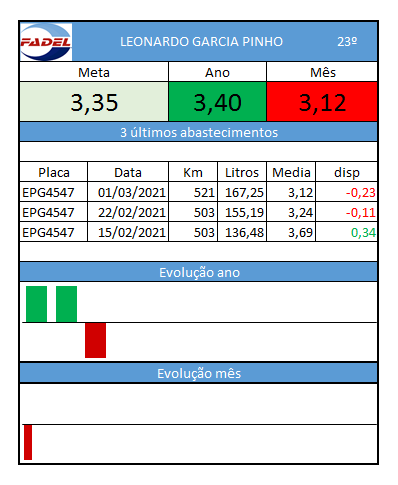 FADEL LEONARDO GARCIA PINHO 23º
Meta Ano Mês
3,35 3,40 3,12
3 últimos abastecimentos
Placa Data Km Litros Media disp
EPG4547 01/03/2021 521 167,25 3,12 -0,23
EPG4547 22/02/2021 503 155,19 3,24 -0,11
EPG4547 15/02/2021 503 136,48 3,69 0,34
Evolução ano
Evolução mês